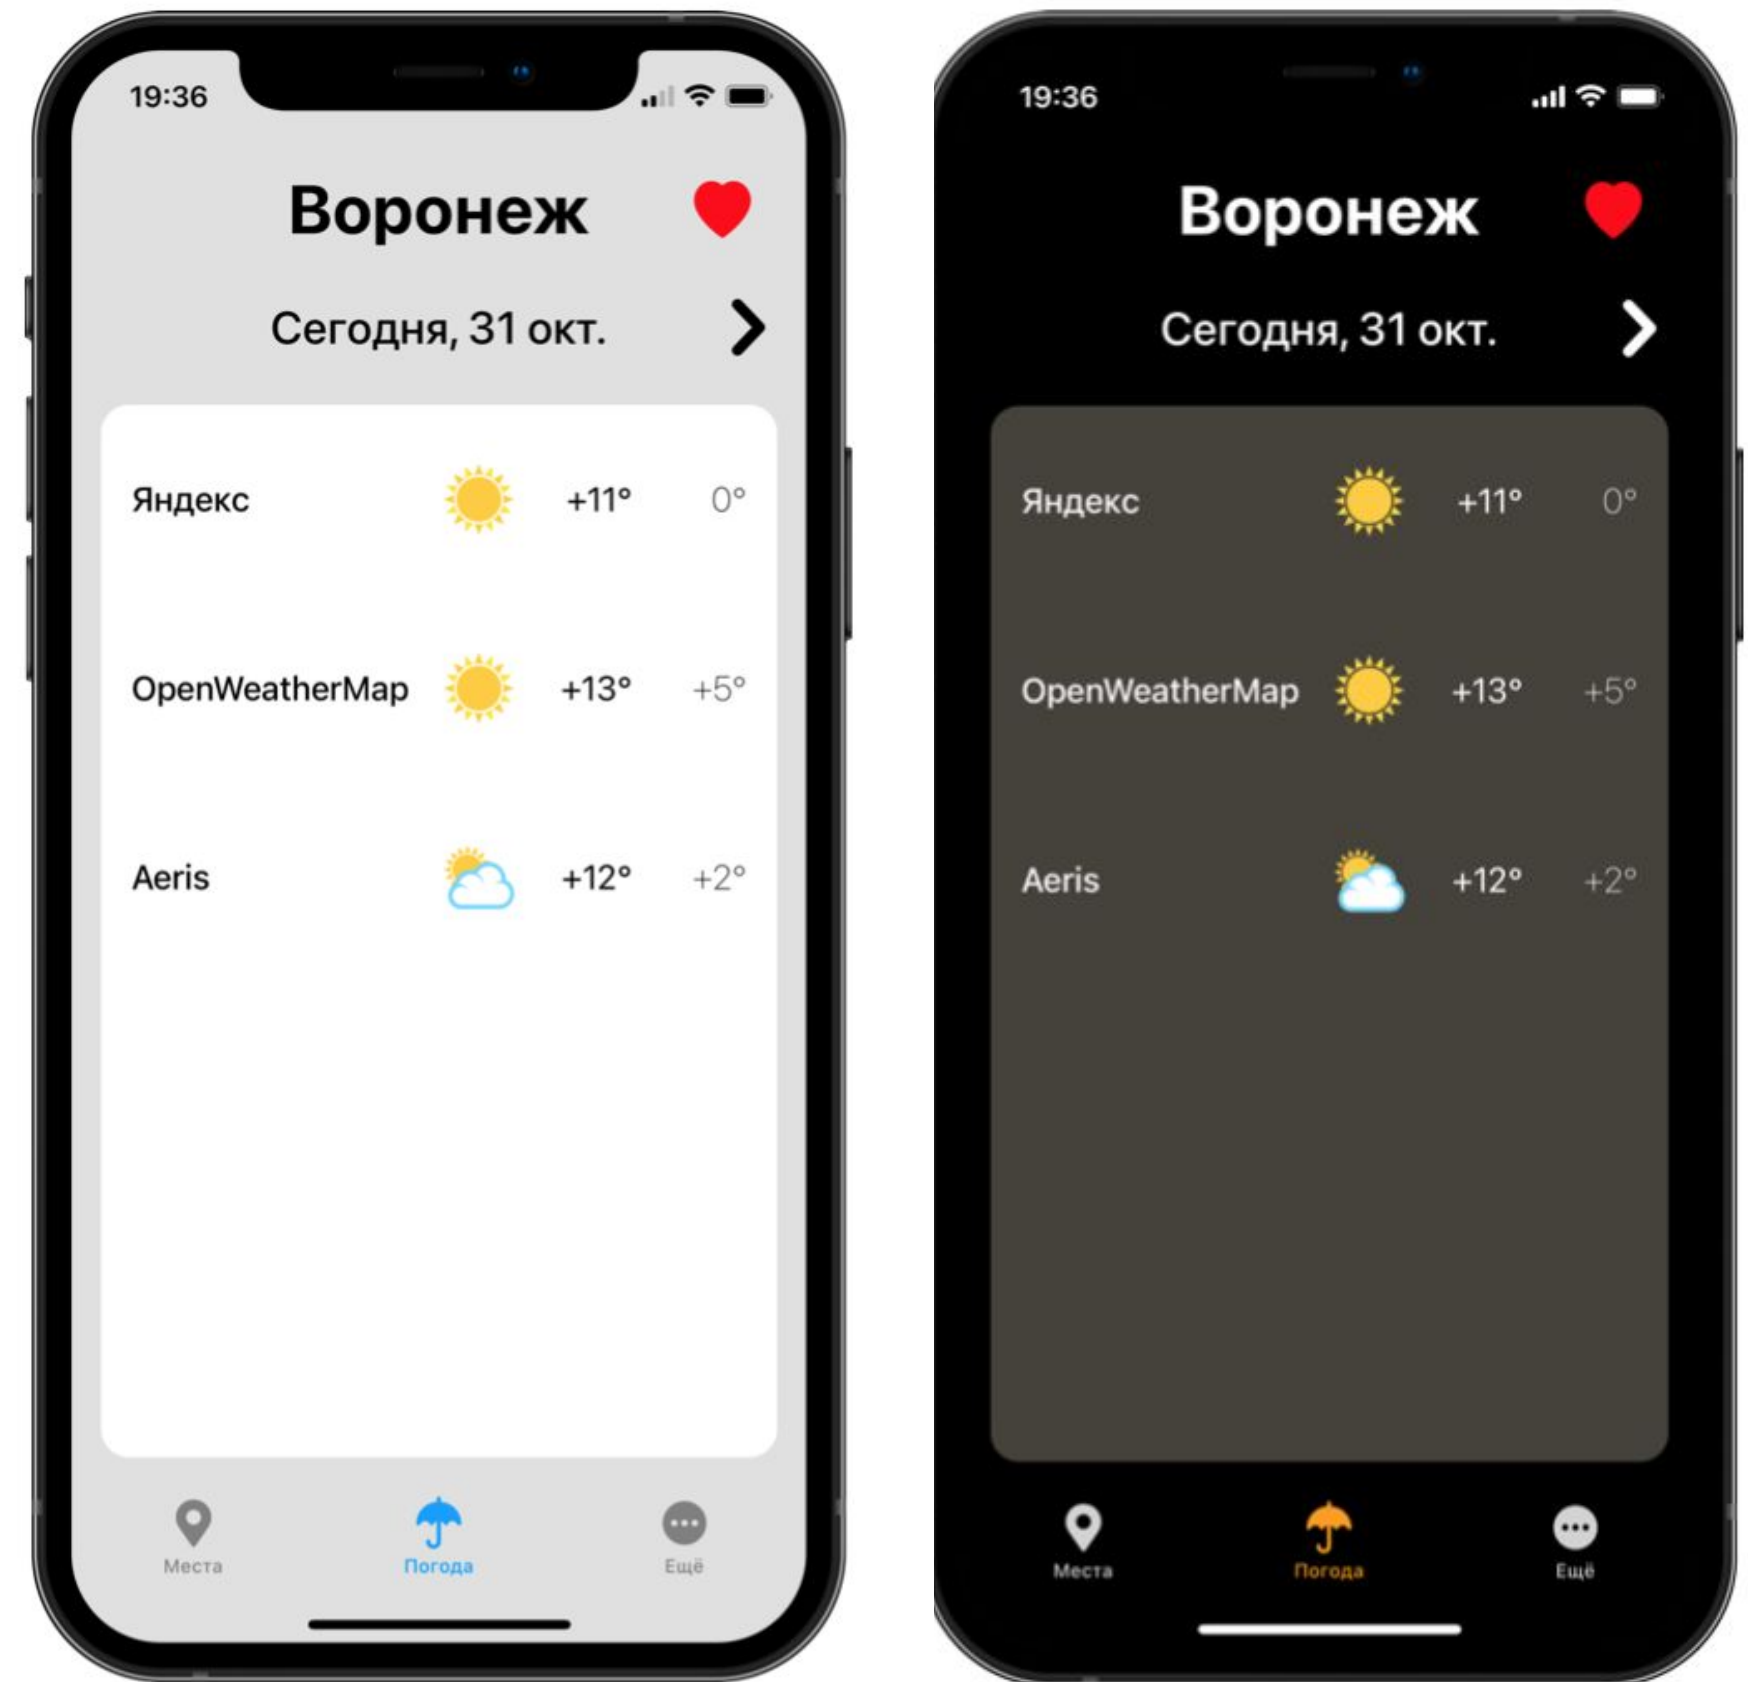 19:36
Воронеж
Сегодня, 31 окт.
Яндекс +11° 0°
OpenWeatherMap +13° +5°
Aeris +12° +2°
Места Погода Ещё
19:36
Воронеж
Сегодня, 31 окт.
Яндекс +11° 0°
OpenWeatherMap +13° +5°
Aeris +12° +2°
Места Погода Ещё